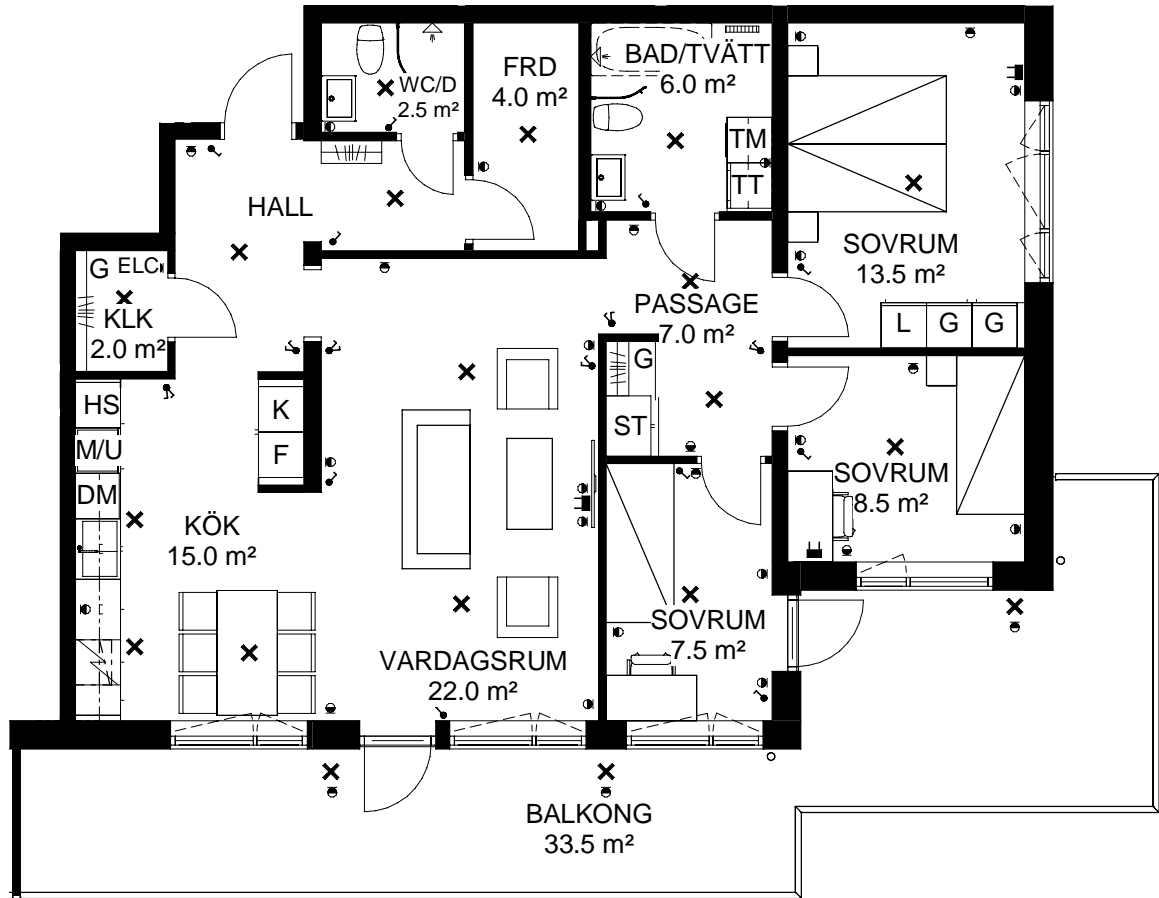 WC/D
2.5 m²
FRD
4.0 m²
BAD/TVÄTT
6.0 m²
TM
TT
HALL
SOVRUM
13.5 m²
L
G
G
G
ELC
KLK
2.0 m²
PASSAGE
7.0 m²
G
ST
HS
M/U
DM
K
F
KÖK
15.0 m²
SOVRUM
8.5 m²
SOVRUM
7.5 m²
VARDAGSRUM
22.0 m²
BALKONG
33.5 m²